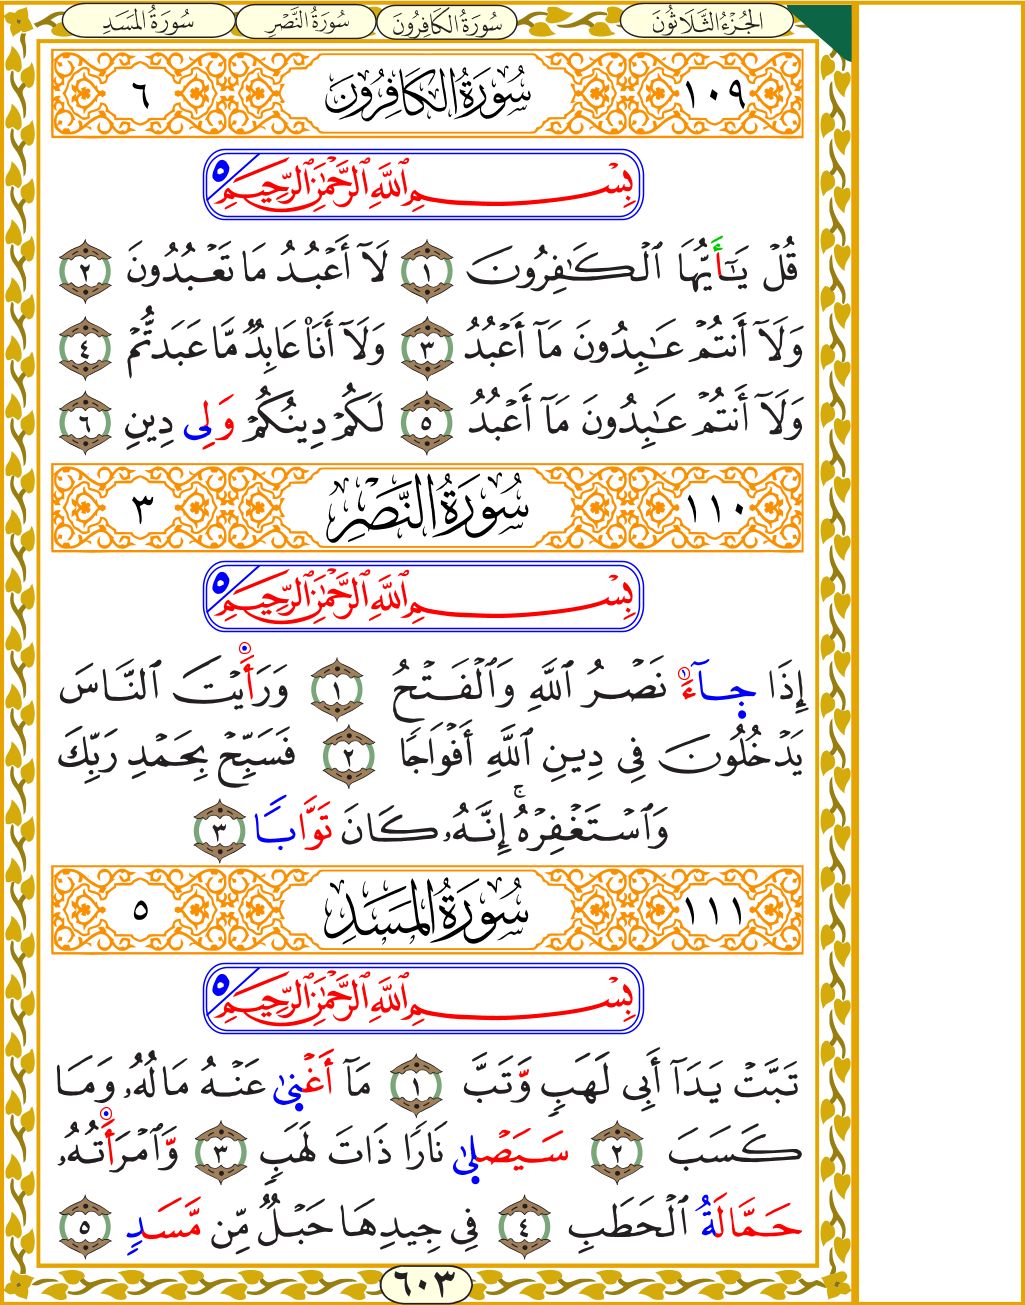 الجُزْءُ الثَّلَاثُونَ سُورَةُ الكَافِرُونَ سُورَةُ النَّصْرِ سُورَةُ المَسَدِ
١٠٩ سُورَةُ الكَافِرُونَ ٦
بِسْمِ ٱللَّهِ ٱلرَّحْمَٰنِ ٱلرَّحِيمِ ٥
قُلْ يَـٰٓأَيُّهَا ٱلْكَـٰفِرُونَ ١ لَآ أَعْبُدُ مَا تَعْبُدُونَ ٢
وَلَآ أَنتُمْ عَـٰبِدُونَ مَآ أَعْبُدُ ٣ وَلَآ أَنَا۠ عَابِدٌ مَّا عَبَدتُّمْ ٤
وَلَآ أَنتُمْ عَـٰبِدُونَ مَآ أَعْبُدُ ٥ لَكُمْ دِينُكُمْ وَلِى دِينِ ٦
١١٠ سُورَةُ النَّصْرِ ٣
بِسْمِ ٱللَّهِ ٱلرَّحْمَٰنِ ٱلرَّحِيمِ ٥
إِذَا جَآءَ نَصْرُ ٱللَّهِ وَٱلْفَتْحُ ١ وَرَأَيْتَ ٱلنَّاسَ
يَدْخُلُونَ فِى دِينِ ٱللَّهِ أَفْوَاجًا ٢ فَسَبِّحْ بِحَمْدِ رَبِّكَ
وَٱسْتَغْفِرْهُ ۚ إِنَّهُۥ كَانَ تَوَّابًۢا ٣
١١١ سُورَةُ المَسَدِ ٥
بِسْمِ ٱللَّهِ ٱلرَّحْمَٰنِ ٱلرَّحِيمِ ٥
تَبَّتْ يَدَآ أَبِى لَهَبٍ وَّتَبَّ ١ مَآ أَغْنِىٰ عَنْهُ مَالُهُۥ وَمَا
كَسَبَ ٢ سَيَصْلِىٰ نَارًا ذَاتَ لَهَبٍ ٣ وَّٱمْرَأَتُهُۥ
حَمَّالَةُ ٱلْحَطَبِ ٤ فِى جِيدِهَا حَبْلٌ مِّن مَّسَدٍۭ ٥
٦٠٣